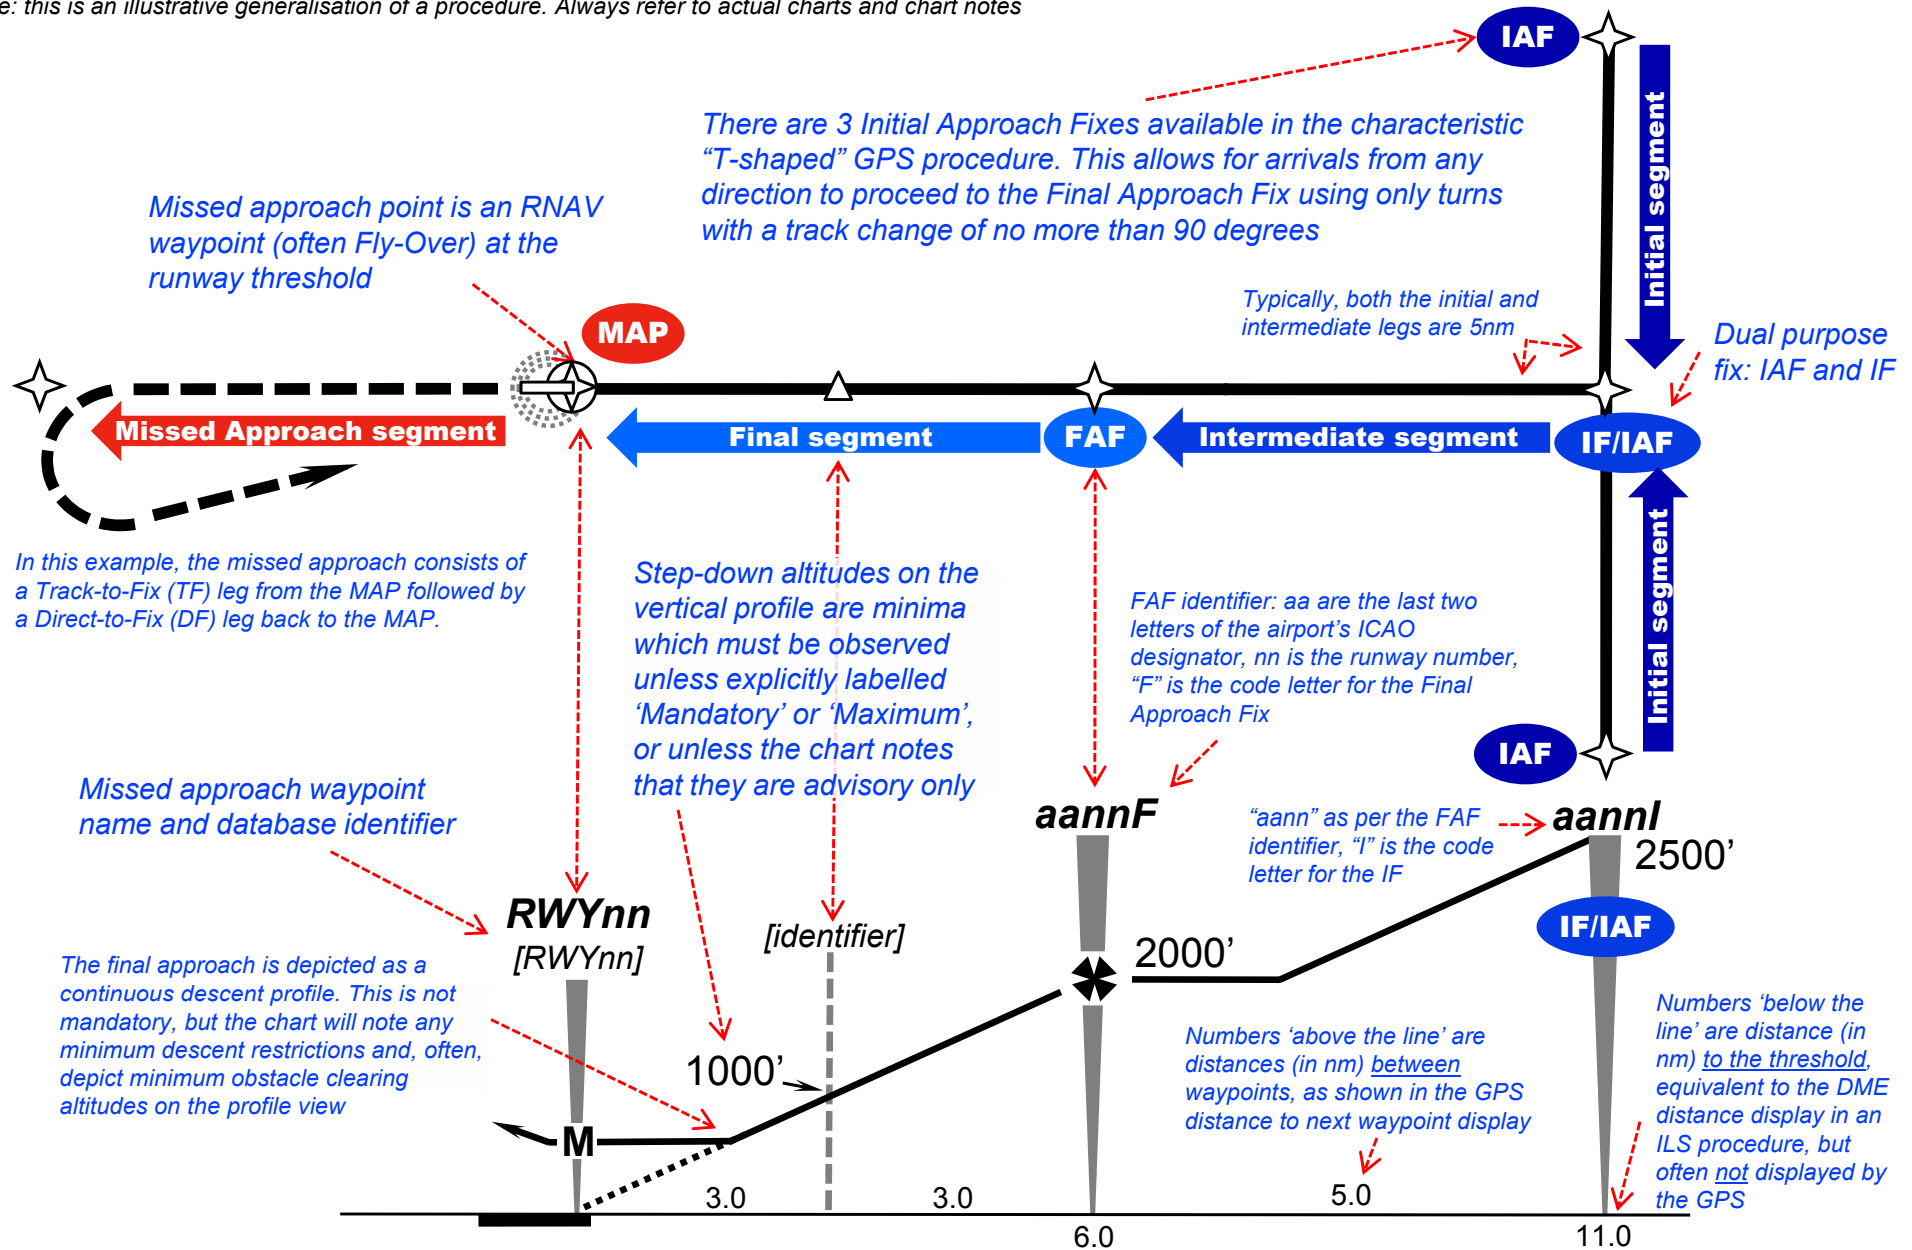 e: this is an illustrative generalisation of a procedure. Always refer to actual charts and chart notes
IAF
There are 3 Initial Approach Fixes available in the characteristic
“T-shaped” GPS procedure. This allows for arrivals from any
direction to proceed to the Final Approach Fix using only turns
with a track change of no more than 90 degrees
Initial segment
Missed approach point is an RNAV
waypoint (often Fly-Over) at the
runway threshold
MAP
Typically, both the initial and
intermediate legs are 5nm
Dual purpose
fix: IAF and IF
Missed Approach segment
Final segment
FAF
Intermediate segment
IF/IAF
Initial segment
In this example, the missed approach consists of
a Track-to-Fix (TF) leg from the MAP followed by
a Direct-to-Fix (DF) leg back to the MAP.
Step-down altitudes on the
vertical profile are minima
which must be observed
unless explicitly labelled
‘Mandatory’ or ‘Maximum’,
or unless the chart notes
that they are advisory only
FAF identifier: aa are the last two
letters of the airport’s ICAO
designator, nn is the runway number,
“F” is the code letter for the Final
Approach Fix
IAF
Missed approach waypoint
name and database identifier
aannF
“aann” as per the FAF
identifier, “I” is the code
letter for the IF
aannI
2500’
RWYnn
[RWYnn]
[identifier]
2000’
IF/IAF
The final approach is depicted as a
continuous descent profile. This is not
mandatory, but the chart will note any
minimum descent restrictions and, often,
depict minimum obstacle clearing
altitudes on the profile view
1000’
Numbers ‘above the line’ are
distances (in nm) between
waypoints, as shown in the GPS
distance to next waypoint display
Numbers ‘below the
line’ are distance (in
nm) to the threshold,
equivalent to the DME
distance display in an
ILS procedure, but
often not displayed by
the GPS
M
3.0
3.0
5.0
6.0
11.0